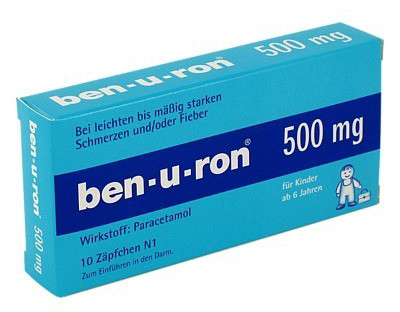 ben-u-ron 500 mg
Bei leichten bis mäßig starken
Schmerzen und/oder Fieber
ben-u-ron® 500 mg
für Kinder
ab 6 Jahren
Wirkstoff: Paracetamol
10 Zäpfchen N1
Zum Einführen in den Darm.
ben-u-ron®
500 mg